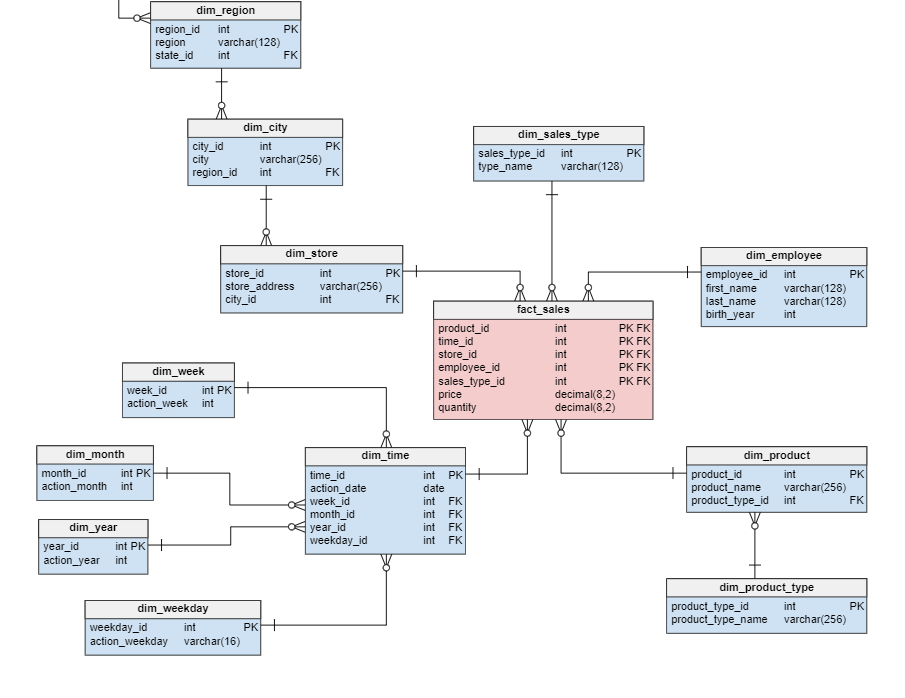 dim_region
region_id int PK
region varchar(128)
state_id int FK
dim_city
city_id int PK
city varchar(256)
region_id int FK
dim_sales_type
sales_type_id int PK
type_name varchar(128)
dim_store
store_id int PK
store_address varchar(256)
city_id int FK
dim_employee
employee_id int PK
first_name varchar(128)
last_name varchar(128)
birth_year int
fact_sales
product_id int PK FK
time_id int PK FK
store_id int PK FK
employee_id int PK FK
sales_type_id int PK FK
price decimal(8,2)
quantity decimal(8,2)
dim_week
week_id int PK
action_week int
dim_month
month_id int PK
action_month int
dim_time
time_id int PK
action_date date
week_id int FK
month_id int FK
year_id int FK
weekday_id int FK
dim_product
product_id int PK
product_name varchar(256)
product_type_id int FK
dim_year
year_id int PK
action_year int
dim_weekday
weekday_id int PK
action_weekday varchar(16)
dim_product_type
product_type_id int PK
product_type_name varchar(256)